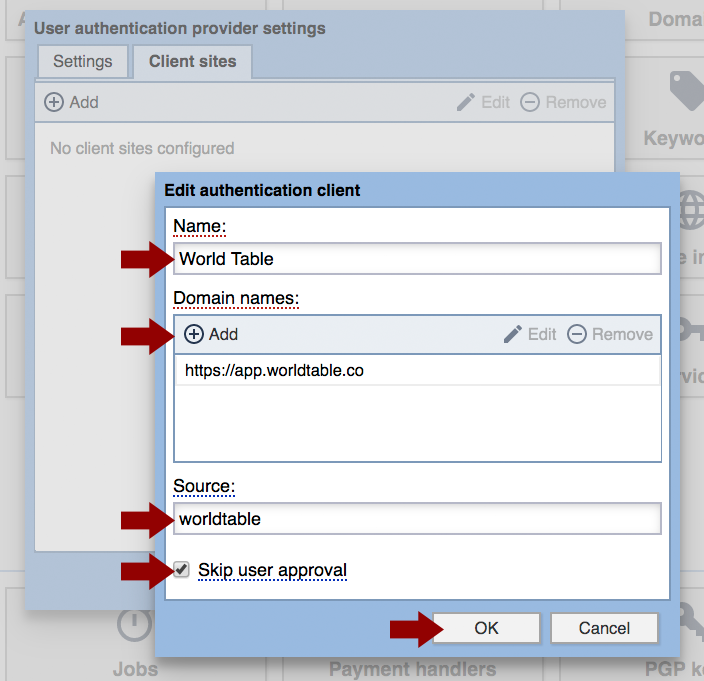 Doma
User authentication provider settings
Settings
Client sites
Add
Edit
Remove
No client sites configured
Keywo
Edit authentication client
Name:
World Table
Domain names:
Add
Edit
Remove
https://app.worldtable.co
Source:
worldtable
Skip user approval
OK
Cancel
Jobs
Payment handlers
PGP k